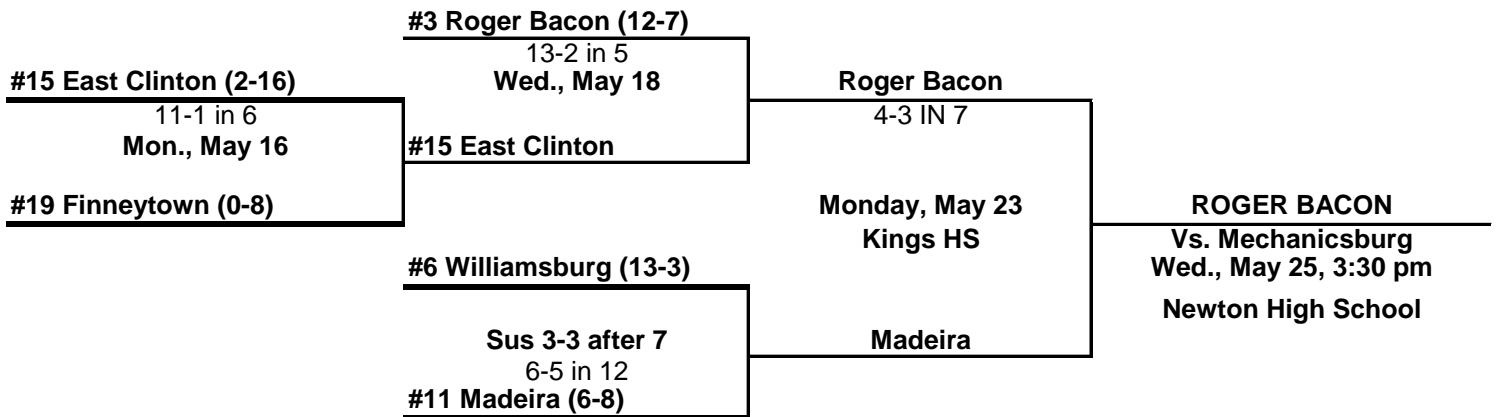 #3 Roger Bacon (12-7)
13-2 in 5
Wed., May 18
#15 East Clinton (2-16)
11-1 in 6
Mon., May 16
#15 East Clinton
#19 Finneytown (0-8)
Roger Bacon
4-3 IN 7
Monday, May 23
Kings HS
#6 Williamsburg (13-3)
Sus 3-3 after 7
6-5 in 12
#11 Madeira (6-8)
Madeira
ROGER BACON
Vs. Mechanicsburg
Wed., May 25, 3:30 pm
Newton High School